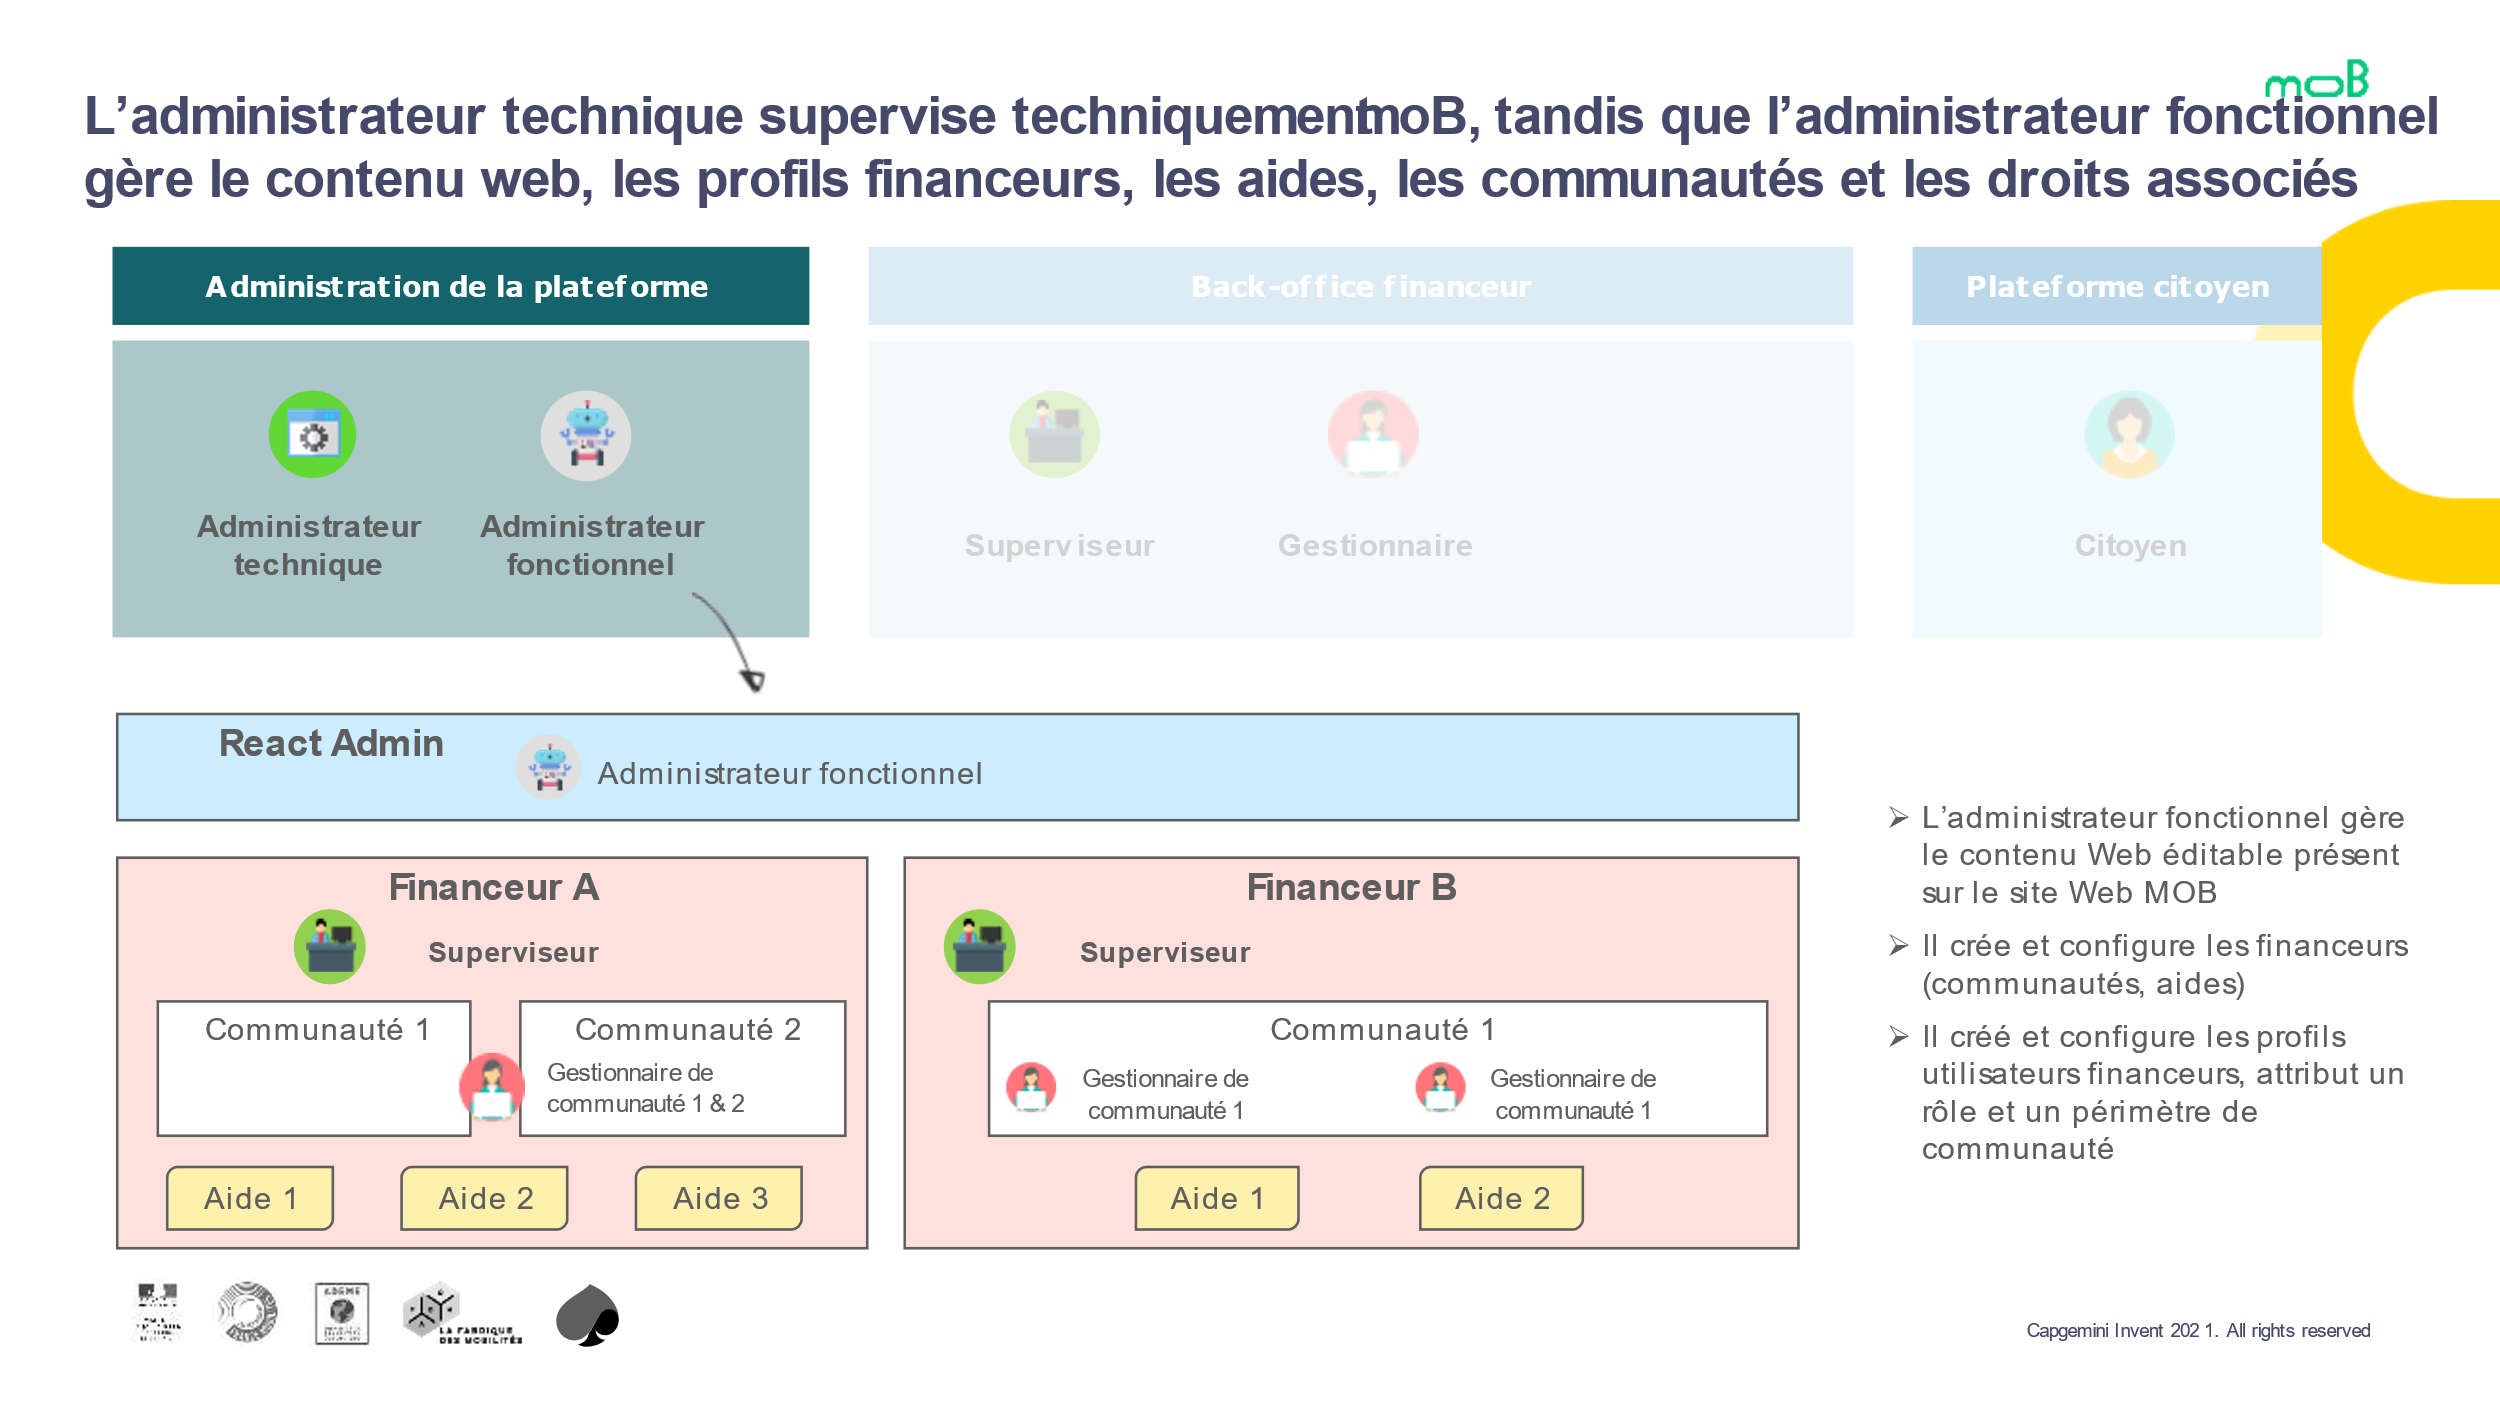 moB
L’administrateur technique supervise techniquement moB, tandis que l’administrateur fonctionnel
gère le contenu web, les profils financeurs, les aides, les communautés et les droits associés
Administration de la plateforme
Back-office financeur
Plateforme citoyen
Administrateur
technique
Administrateur
fonctionnel
Superviseur
Gestionnaire
Citoyen
React Admin
Administrateur fonctionnel
Financeur A
Superviseur
Communauté 1
Communauté 2
Gestionnaire de
communauté 1 & 2
Aide 1
Aide 2
Aide 3
Financeur B
Superviseur
Communauté 1
Gestionnaire de
communauté 1
Gestionnaire de
communauté 1
Aide 1
Aide 2
➢ L’administrateur fonctionnel gère
le contenu Web éditable présent
sur le site Web MOB
➢ Il crée et configure les financeurs
(communautés, aides)
➢ Il créé et configure les profils
utilisateurs financeurs, attribut un
rôle et un périmètre de
communauté
ADEME
LA FABRIQUE
DES MOBILITÉS
Capgemini Invent 2021. All rights reserved